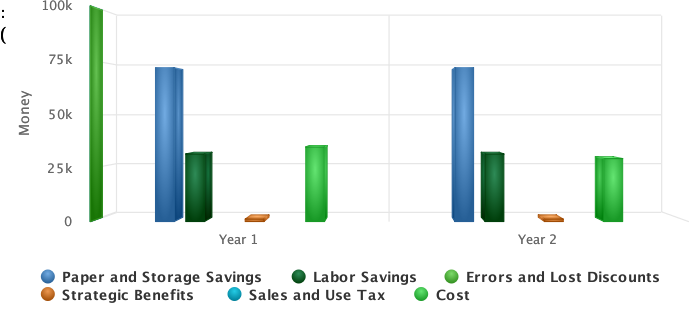 :
(
100k
75k
50k
25k
0
Money
Year 1 Year 2
Paper and Storage Savings Labor Savings Errors and Lost Discounts
Strategic Benefits Sales and Use Tax Cost